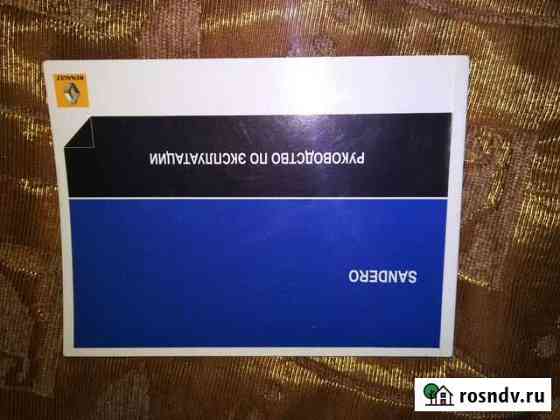 SANDERO
РУКОВОДСТВО ПО ЭКСПЛУАТАЦИИ
RENAULT
rosndv.ru